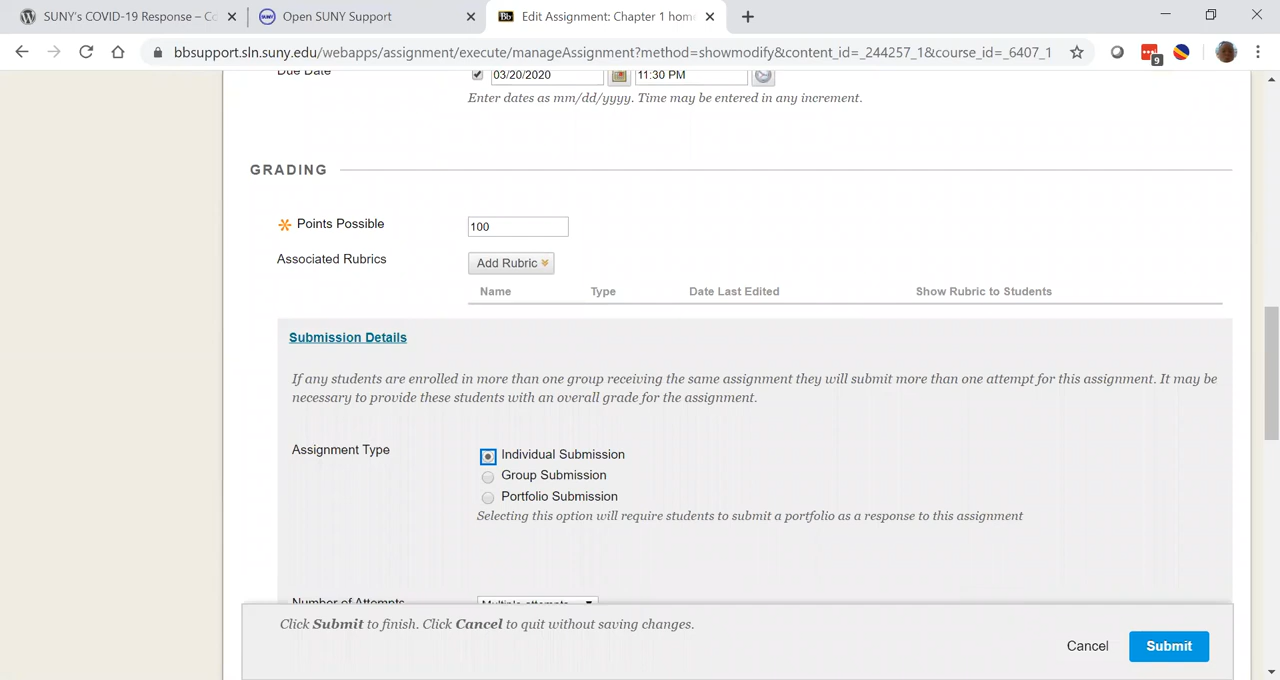 SUNY's COVID-19 Response – Co
Open SUNY Support
Edit Assignment: Chapter 1 home
bbsupport.sln.suny.edu/webapps/assignment/execute/manageAssignment?method=showmodify&content_id=_244257_1&course_id=_6407_1
9
Due Date
03/20/2020
11:30 PM
Enter dates as mm/dd/yyyy. Time may be entered in any increment.
GRADING
Points Possible
100
Associated Rubrics
Add Rubric
Name Type Date Last Edited Show Rubric to Students
Submission Details
If any students are enrolled in more than one group receiving the same assignment they will submit more than one attempt for this assignment. It may be
necessary to provide these students with an overall grade for the assignment.
Assignment Type
Individual Submission
Group Submission
Portfolio Submission
Selecting this option will require students to submit a portfolio as a response to this assignment
Number of Attempts
Multiple attempts
Click Submit to finish. Click Cancel to quit without saving changes.
Cancel
Submit